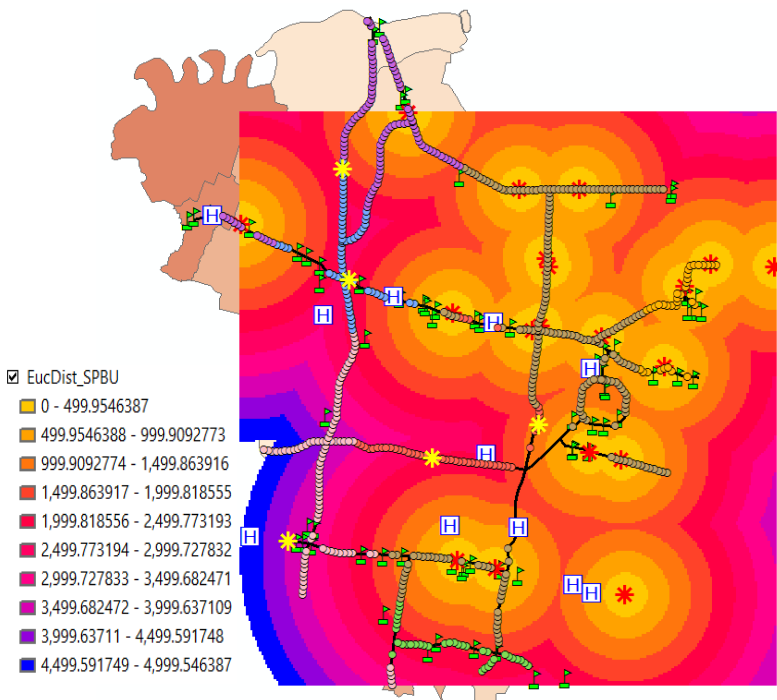 H
H
H
H
H
EucDist_SPBU
0 - 499.9546387
499.9546388 - 999.9092773
999.9092774 - 1,499.863916
H
1,499.863917 - 1,999.818555
1,999.818556 - 2,499.773193
H
H
H
2,499.773194 - 2,999.727832
2,999.727833 - 3,499.682471
H
H
3,499.682472 - 3,999.637109
3,999.63711 - 4,499.591748
4,499.591749 - 4,999.546387